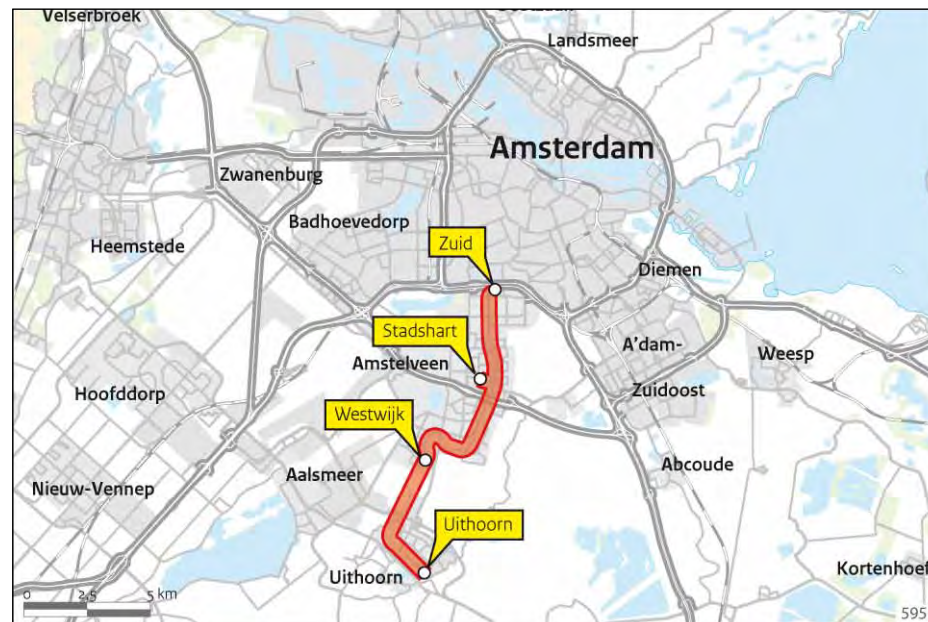 Velserbroek
Landsmeer
Amsterdam
Zwanenburg
Badhoevedorp
Heemstede
Zuid
Diemen
Stadshart
A'dam-
Zuidoost
Weesp
Amstelveen
Hoofddorp
Westwijk
Aalsmeer
Abcoude
Nieuw-Vennep
Uithoorn
Uithoorn
Kortenhoef
0 2,5 5 km
595